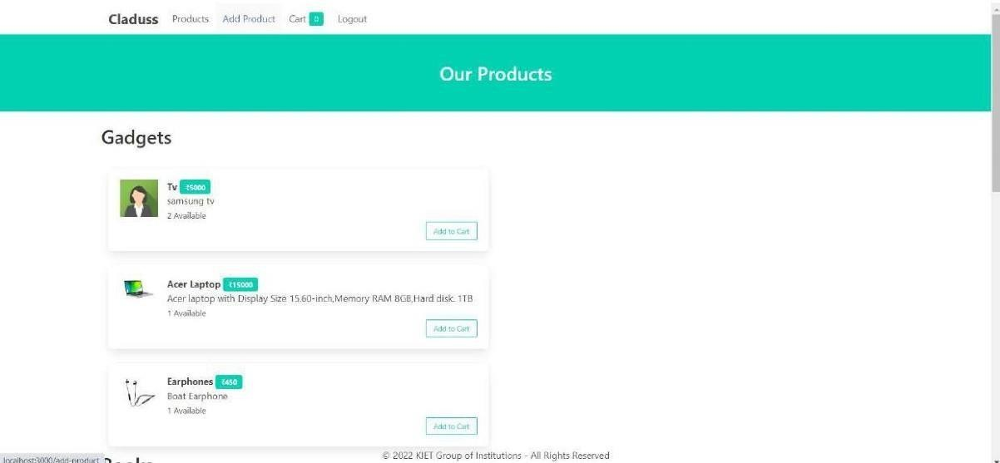 Claduss Products Add Product Cart 0 Logout
Our Products
Gadgets
Tv ₹5000
samsung tv
2 Available
Add to Cart
Acer Laptop ₹15000
Acer laptop with Display Size 15.60-inch,Memory RAM 8GB,Hard disk. 1TB
1 Available
Add to Cart
Earphones ₹450
Boat Earphone
1 Available
Add to Cart
© 2022 KIET Group of Institutions - All Rights Reserved
localhost:3000/add-product